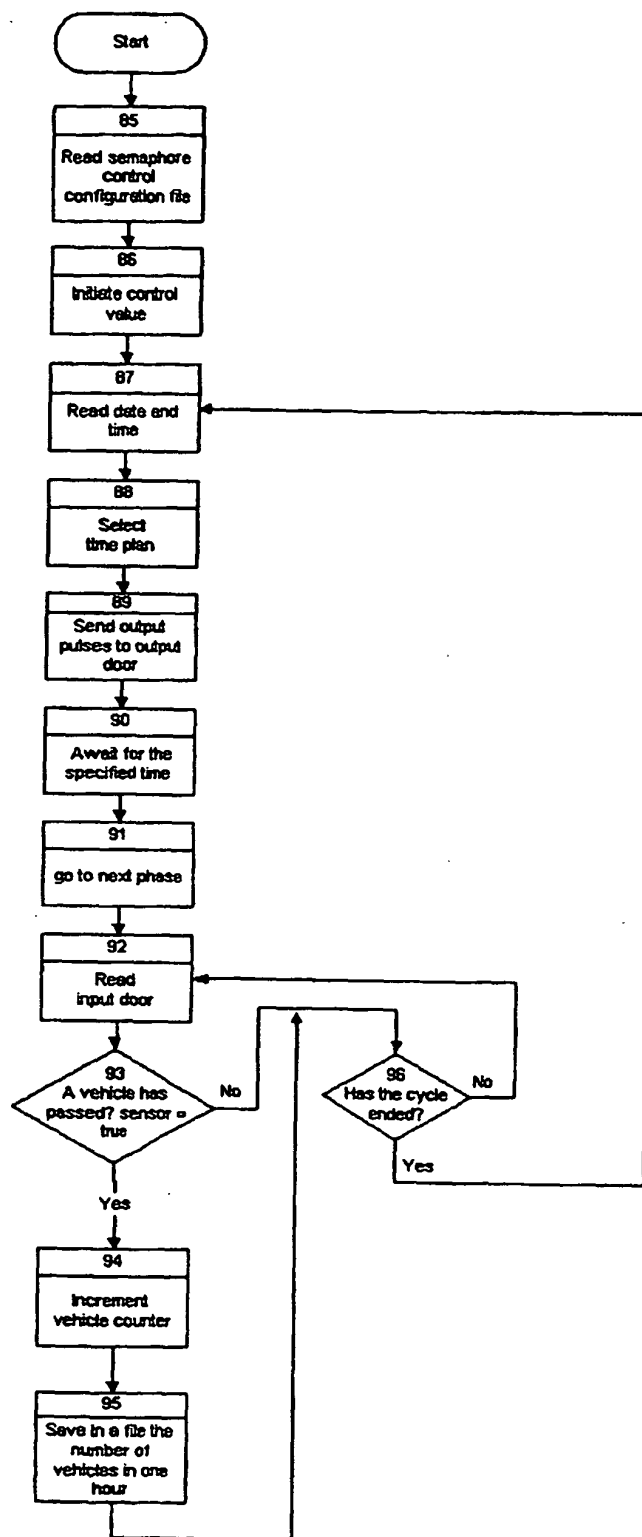 Start
85
Read semaphore
control
configuration file
86
Initiate control
value
87
Read date and
time
88
Select
time plan
89
Send output
pulses to output
door
90
Await for the
specified time
91
go to next phase
92
Read
input door
93
A vehicle has
passed? sensor =
true
No
Yes
96
Has the cycle
ended?
No
Yes
94
Increment
vehicle counter
95
Save in a file the
number of
vehicles in one
hour